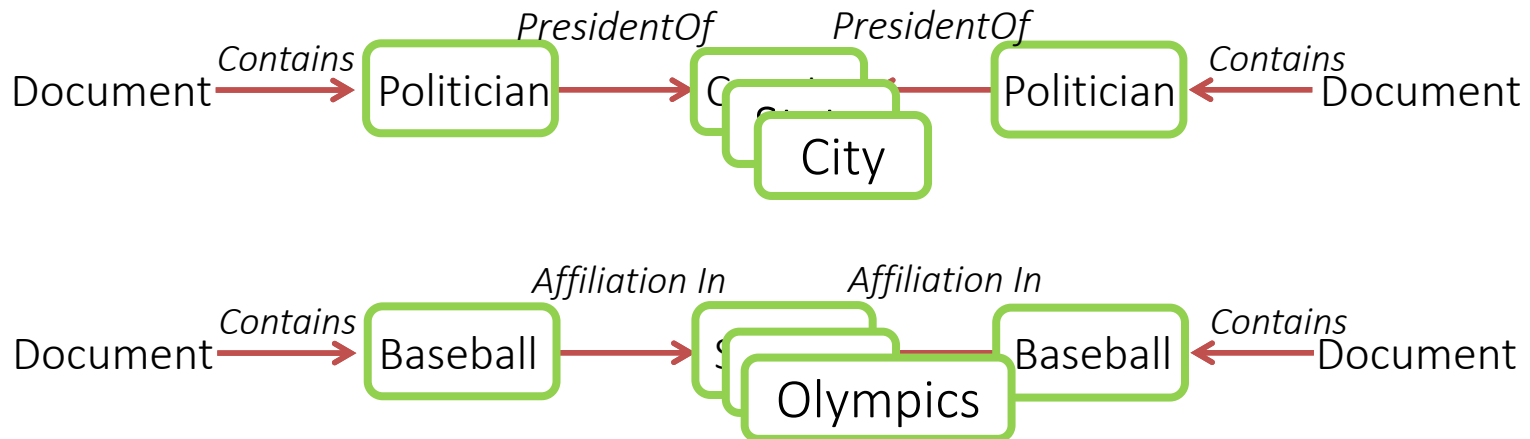 PresidentOf PresidentOf
Contains Contains
Document Politician Politician Document
City
Affiliation In Affiliation In
Contains Contains
Document Baseball Baseball Document
Olympics